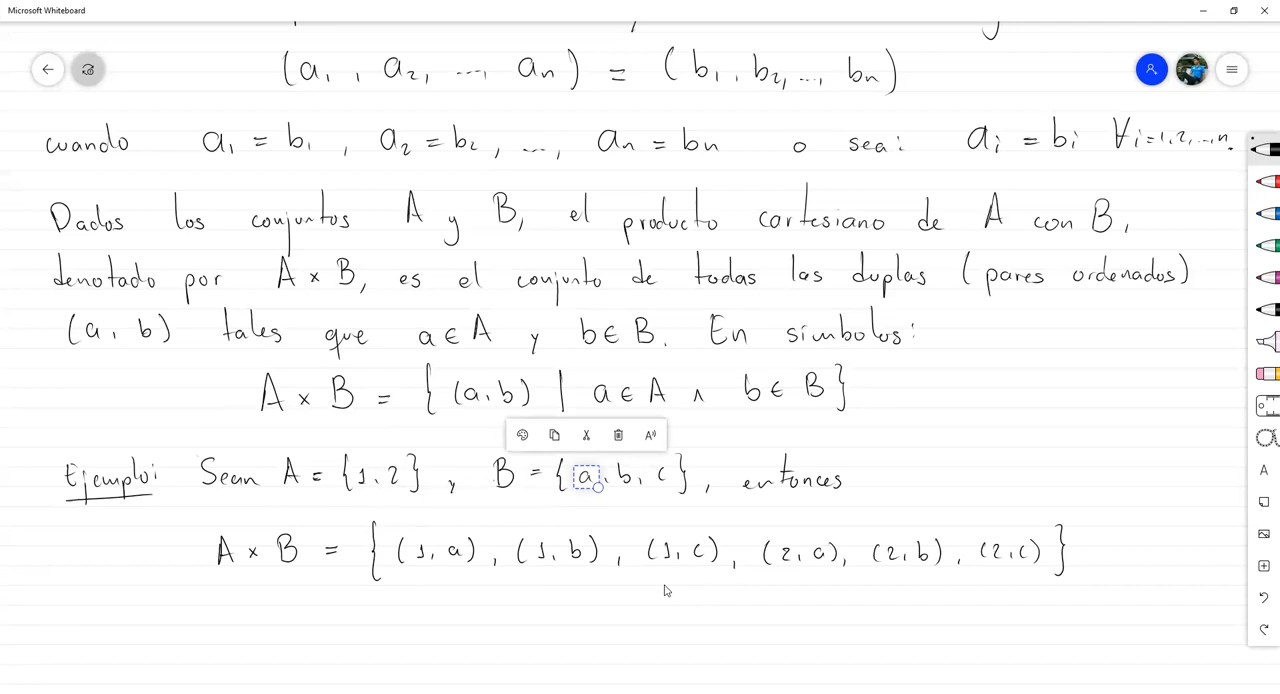 Microsoft Whiteboard
(a1, a2, ..., an) = (b1, b2, ..., bn)
cuando a1 = b1, a2 = b2, ..., an = bn o sea: ai = bi ∀i=1,2,...,n.
Dados los conjuntos A y B, el producto cartesiano de A con B,
denotado por A × B, es el conjunto de todas las duplas (pares ordenados)
(a, b) tales que a ∈ A y b ∈ B. En símbolos:
A × B = {(a,b) | a ∈ A ∧ b ∈ B}
Ejemplo: Sean A = {1,2} y B = {a, b, c}, entonces
A × B = {(1,a), (1,b), (1,c), (2,a), (2,b), (2,c)}